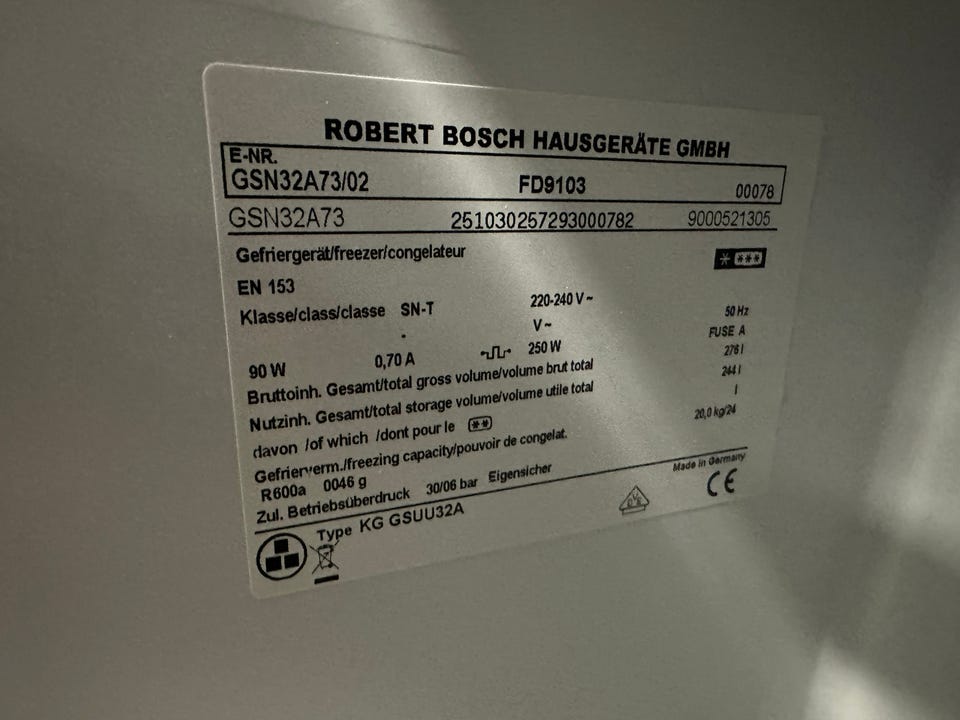 ROBERT BOSCH HAUSGERÄTE GMBH
E-NR.
GSN32A73/02 FD9103 00078
GSN32A73 251030257293000782 9000521305
Gefriergerät/freezer/congelateur
EN 153
Klasse/class/classe SN-T 220-240 V~ 50 Hz
- V~ FUSE A
90 W 0,70 A 250 W
Bruttoinh. Gesamt/total gross volume/volume brut total 276 l
Nutzinh. Gesamt/total storage volume/volume utile total 244 l
davon /of which /dont pour le ** l
Gefrierverm./freezing capacity/pouvoir de congelat. 20,0 kg/24
R600a 0046 g
Zul. Betriebsüberdruck 30/06 bar Eigensicher
Made in Germany
Type KG GSUU32A CE